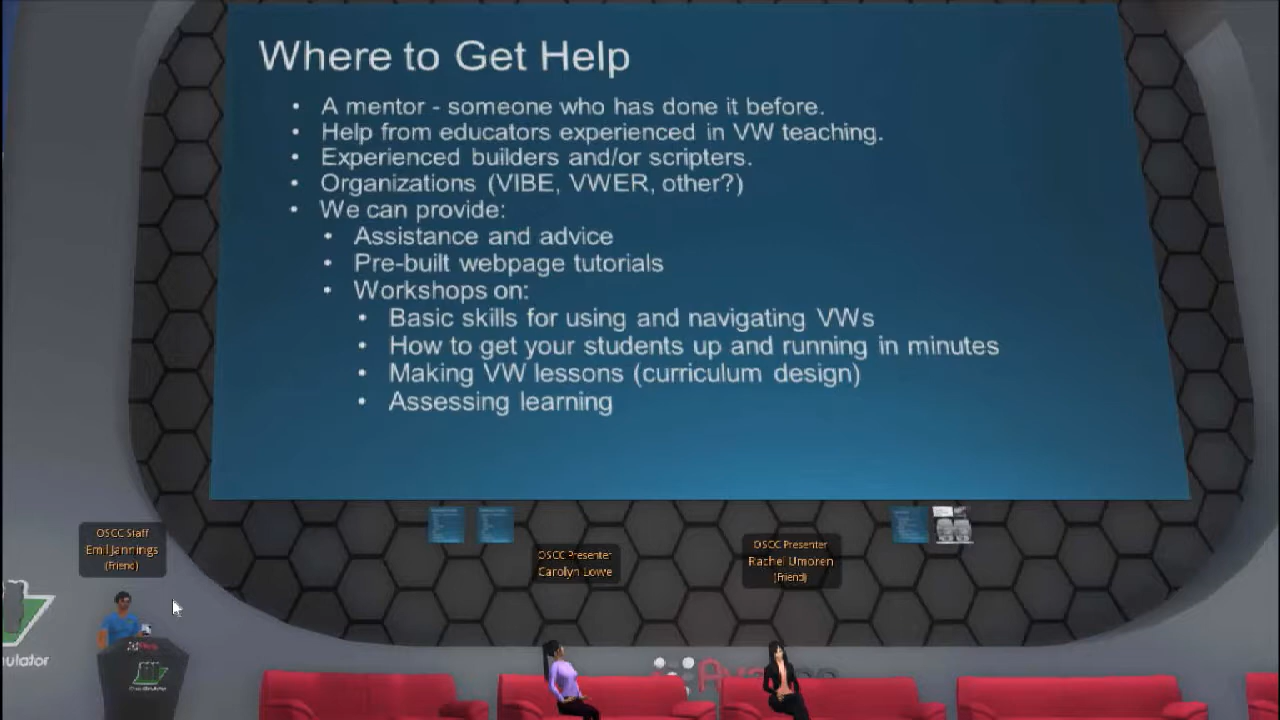 Where to Get Help
• A mentor - someone who has done it before.
• Help from educators experienced in VW teaching.
• Experienced builders and/or scripters.
• Organizations (VIBE, VWER, other?)
• We can provide:
• Assistance and advice
• Pre-built webpage tutorials
• Workshops on:
• Basic skills for using and navigating VWs
• How to get your students up and running in minutes
• Making VW lessons (curriculum design)
• Assessing learning
OSCC Staff
Emil Jannings
(Friend)
OSCC Presenter
Carolyn Lowe
OSCC Presenter
Rachel Umoren
(Friend)
ulator